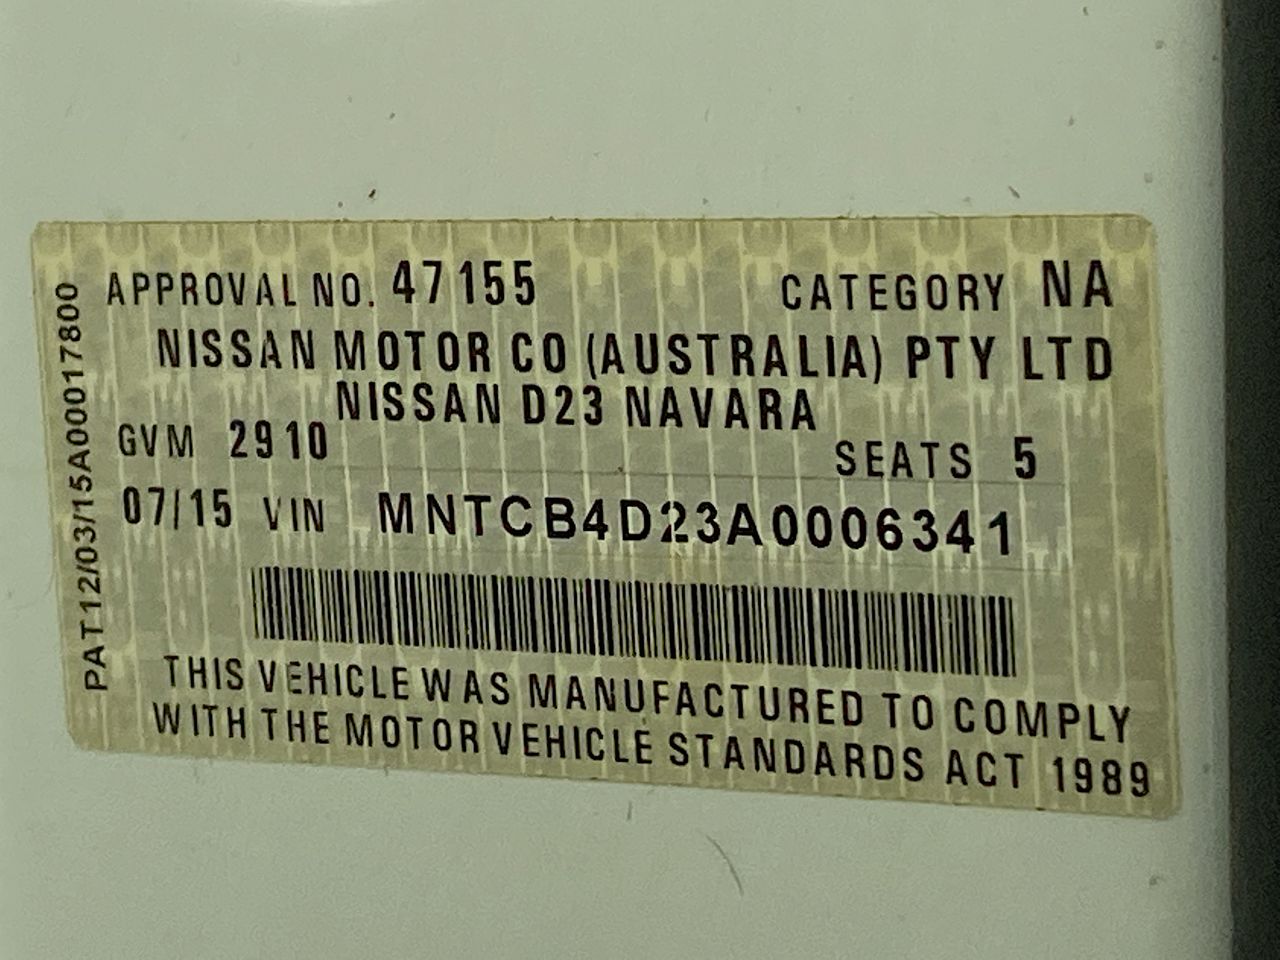 APPROVAL NO. 47155 CATEGORY NA
NISSAN MOTOR CO (AUSTRALIA) PTY LTD
NISSAN D23 NAVARA
GVM 2910 SEATS 5
07/15 VIN MNTCB4D23A0006341
THIS VEHICLE WAS MANUFACTURED TO COMPLY
WITH THE MOTOR VEHICLE STANDARDS ACT 1989
PAT12/03/15A00017800